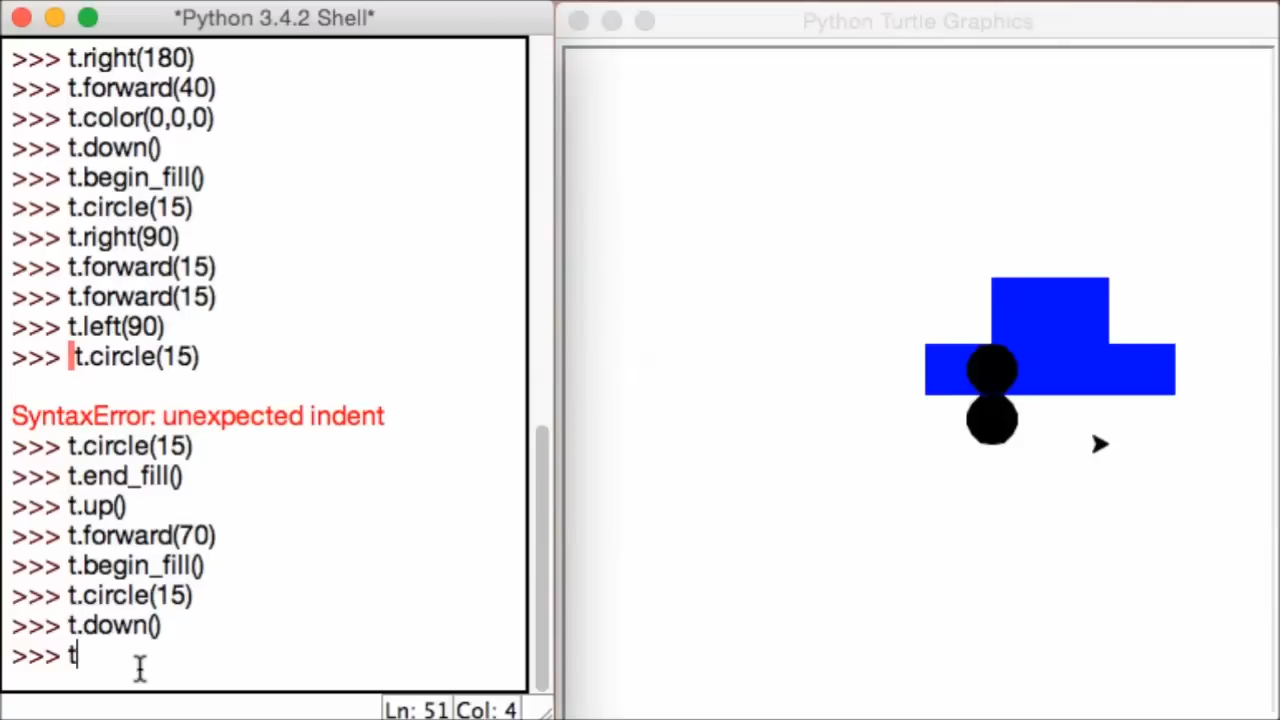 *Python 3.4.2 Shell*
Python Turtle Graphics
>>> t.right(180)
>>> t.forward(40)
>>> t.color(0,0,0)
>>> t.down()
>>> t.begin_fill()
>>> t.circle(15)
>>> t.right(90)
>>> t.forward(15)
>>> t.forward(15)
>>> t.left(90)
>>>  t.circle(15)
SyntaxError: unexpected indent
>>> t.circle(15)
>>> t.end_fill()
>>> t.up()
>>> t.forward(70)
>>> t.begin_fill()
>>> t.circle(15)
>>> t.down()
>>> t
Ln: 51 Col: 4